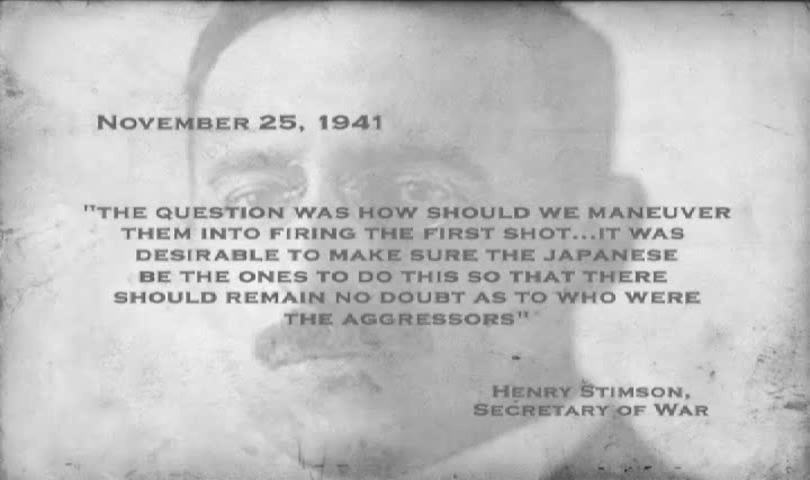 NOVEMBER 25, 1941
"THE QUESTION WAS HOW SHOULD WE MANEUVER
THEM INTO FIRING THE FIRST SHOT...IT WAS
DESIRABLE TO MAKE SURE THE JAPANESE
BE THE ONES TO DO THIS SO THAT THERE
SHOULD REMAIN NO DOUBT AS TO WHO WERE
THE AGGRESSORS"
HENRY STIMSON,
SECRETARY OF WAR